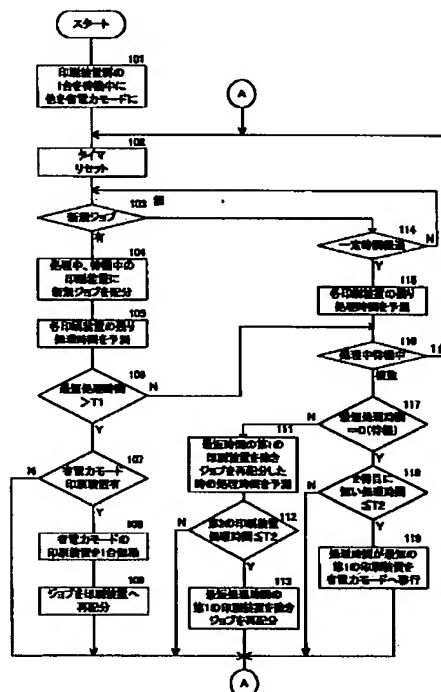 スタート
101
印刷装置群の
1台を待機中に
他を省電力モードに
A
102
タイマ
リセット
103
新規ジョブ
無
有
104
処理中、待機中の
印刷装置に
新規ジョブを配分
105
各印刷装置の残り
処理時間を予測
106
最短処理時間
>T1
N
Y
107
省電力モード
印刷装置有
N
Y
108
省電力モードの
印刷装置を1台起動
109
ジョブを印刷装置へ
再配分
114
一定時間経過
N
Y
115
各印刷装置の残り
処理時間を予測
116
処理中待機中
1台
複数
117
最短処理時間
=0(待機)
N
Y
111
最短時間の第1の
印刷装置を除き
ジョブを再配分した
時の処理時間を予測
112
処理時間≦T2
N
Y
113
最短処理時間の
第1の印刷装置を除き
ジョブを再配分
118
2番目に
短い処理時間
≦T2
N
Y
119
処理時間が最短の
第1の印刷装置を
省電力モードへ移行
A